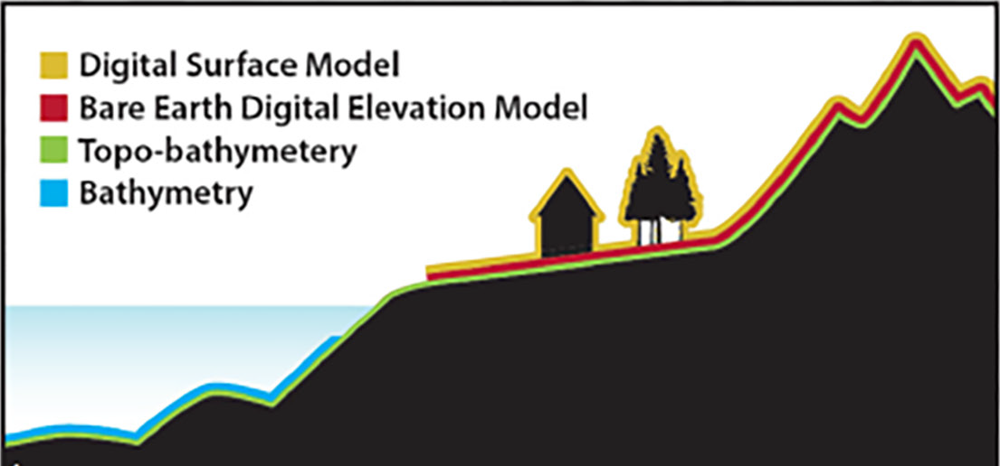 Digital Surface Model
Bare Earth Digital Elevation Model
Topo-bathymetery
Bathymetry